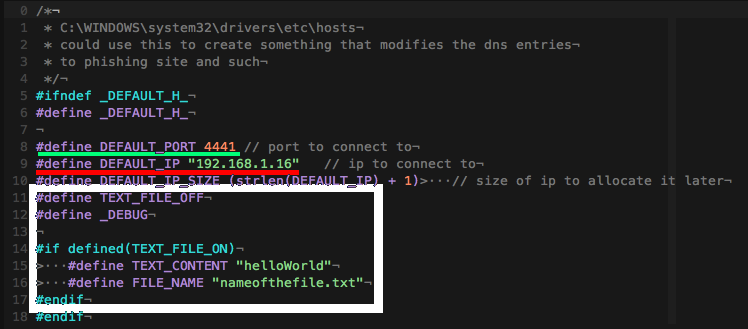 0 /*¬
1  * C:\WINDOWS\system32\drivers\etc\hosts¬
2  * could use this to create something that modifies the dns entries¬
3  * to phishing site and such¬
4  */¬
5 #ifndef _DEFAULT_H_¬
6 #define _DEFAULT_H_¬
7 ¬
8 #define DEFAULT_PORT 4441 // port to connect to¬
9 #define DEFAULT_IP "192.168.1.16"   // ip to connect to¬
10 #define DEFAULT_IP_SIZE (strlen(DEFAULT_IP) + 1)>···// size of ip to allocate it later¬
11 #define TEXT_FILE_OFF¬
12 #define _DEBUG¬
13 ¬
14 #if defined(TEXT_FILE_ON)¬
15 >···#define TEXT_CONTENT "helloWorld"¬
16 >···#define FILE_NAME "nameofthefile.txt"¬
17 #endif¬
18 #endif¬